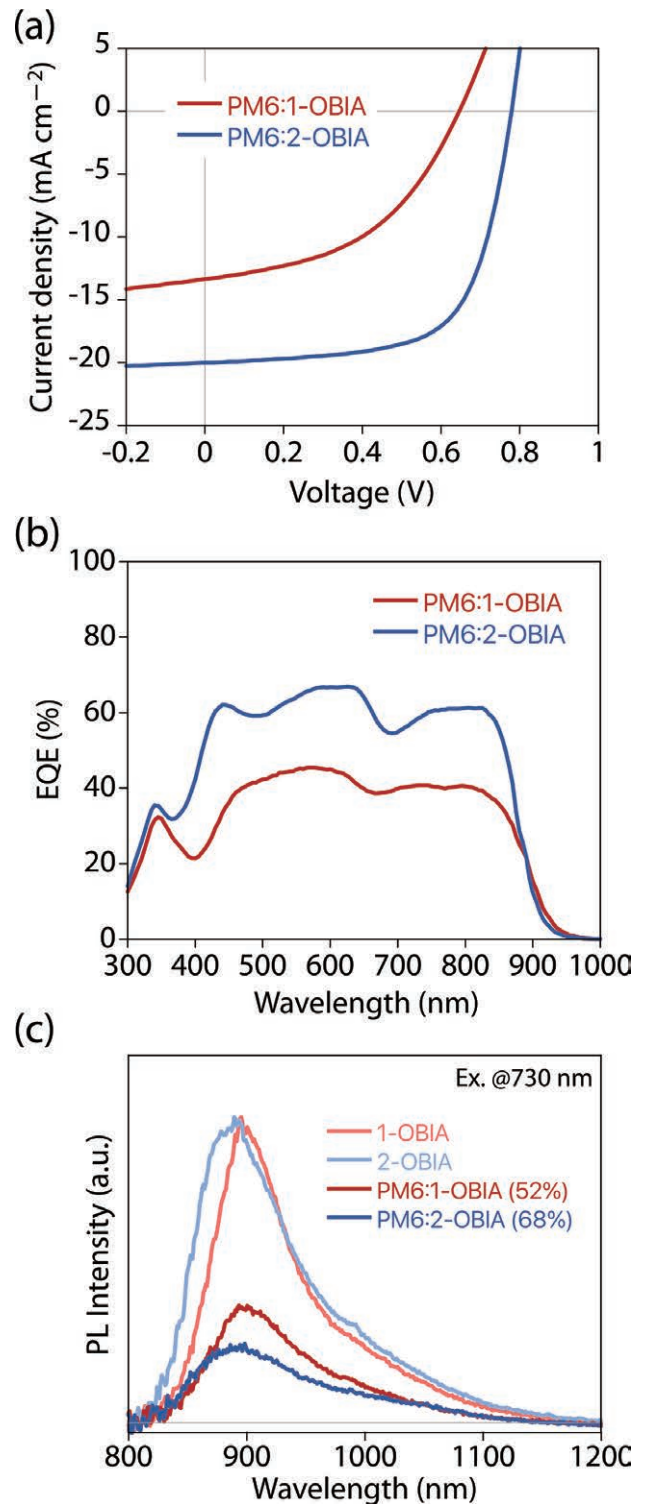 (a)
5
0
-5
-10
-15
-20
-25
Current density (mA cm⁻²)
PM6:1-OBIA
PM6:2-OBIA
-0.2 0 0.2 0.4 0.6 0.8 1
Voltage (V)
(b)
100
80
60
40
20
0
EQE (%)
PM6:1-OBIA
PM6:2-OBIA
300 400 500 600 700 800 900 1000
Wavelength (nm)
(c)
Ex. @730 nm
PL Intensity (a.u.)
1-OBIA
2-OBIA
PM6:1-OBIA (52%)
PM6:2-OBIA (68%)
800 900 1000 1100 1200
Wavelength (nm)